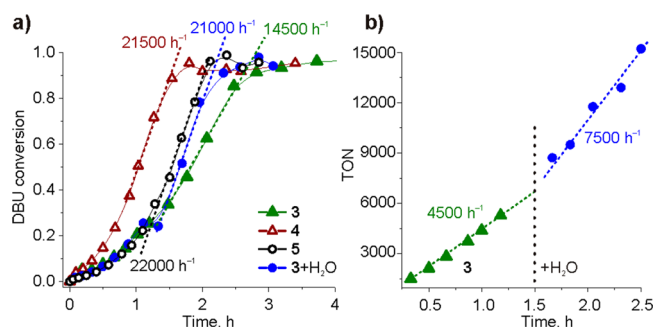 a)
21500 h⁻¹
21000 h⁻¹
14500 h⁻¹
22000 h⁻¹
DBU conversion
1.0
0.8
0.6
0.4
0.2
0.0
3
4
5
3+H₂O
0 1 2 3 4
Time, h
b)
TON
15000
12000
9000
6000
3000
7500 h⁻¹
4500 h⁻¹
3
+H₂O
0.5 1.0 1.5 2.0 2.5
Time, h